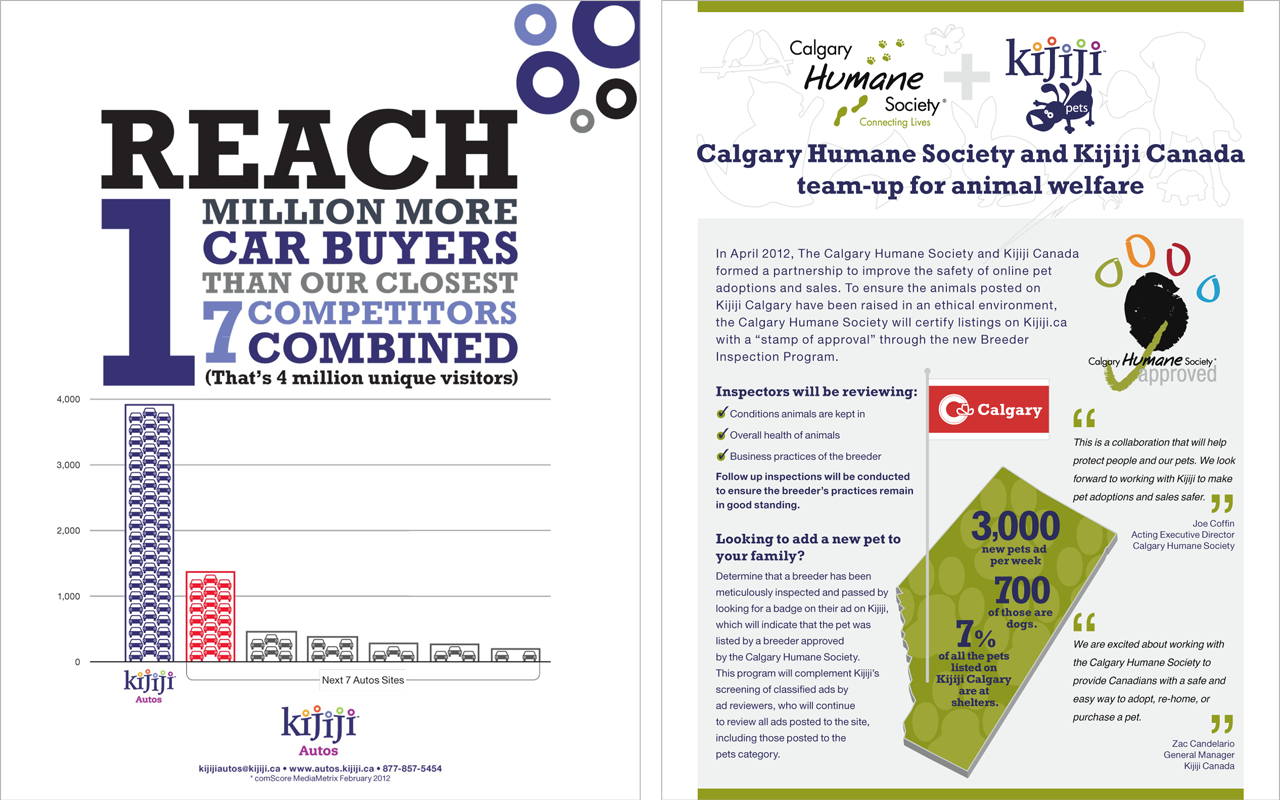 REACH
1 MILLION MORE
CAR BUYERS
THAN OUR CLOSEST
7 COMPETITORS
COMBINED
(That's 4 million unique visitors)
4,000
3,000
2,000
1,000
0
kijiji
Autos
Next 7 Autos Sites
kijiji™
Autos
kijijiautos@kijiji.ca • www.autos.kijiji.ca • 877-857-5454
* comScore MediaMetrix February 2012
Calgary
Humane
Society®
Connecting Lives
+
kijiji™
pets
Calgary Humane Society and Kijiji Canada
team-up for animal welfare
In April 2012, The Calgary Humane Society and Kijiji Canada
formed a partnership to improve the safety of online pet
adoptions and sales. To ensure the animals posted on
Kijiji Calgary have been raised in an ethical environment,
the Calgary Humane Society will certify listings on Kijiji.ca
with a “stamp of approval” through the new Breeder
Inspection Program.
Calgary Humane Society®
approved
Inspectors will be reviewing:
Conditions animals are kept in
Overall health of animals
Business practices of the breeder
Follow up inspections will be conducted
to ensure the breeder's practices remain
in good standing.
Looking to add a new pet to
your family?
Determine that a breeder has been
meticulously inspected and passed by
looking for a badge on their ad on Kijiji,
which will indicate that the pet was
listed by a breeder approved
by the Calgary Humane Society.
This program will complement Kijiji's
screening of classified ads by
ad reviewers, who will continue
to review all ads posted to the site,
including those posted to the
pets category.
Calgary
3,000
new pets ad
per week
700
of those are
dogs.
7%
of all the pets
listed on
Kijiji Calgary
are at
shelters.
“
This is a collaboration that will help
protect people and our pets. We look
forward to working with Kijiji to make
pet adoptions and sales safer. ”
Joe Coffin
Acting Executive Director
Calgary Humane Society
“
We are excited about working with
the Calgary Humane Society to
provide Canadians with a safe and
easy way to adopt, re-home, or
purchase a pet. ”
Zac Candelario
General Manager
Kijiji Canada